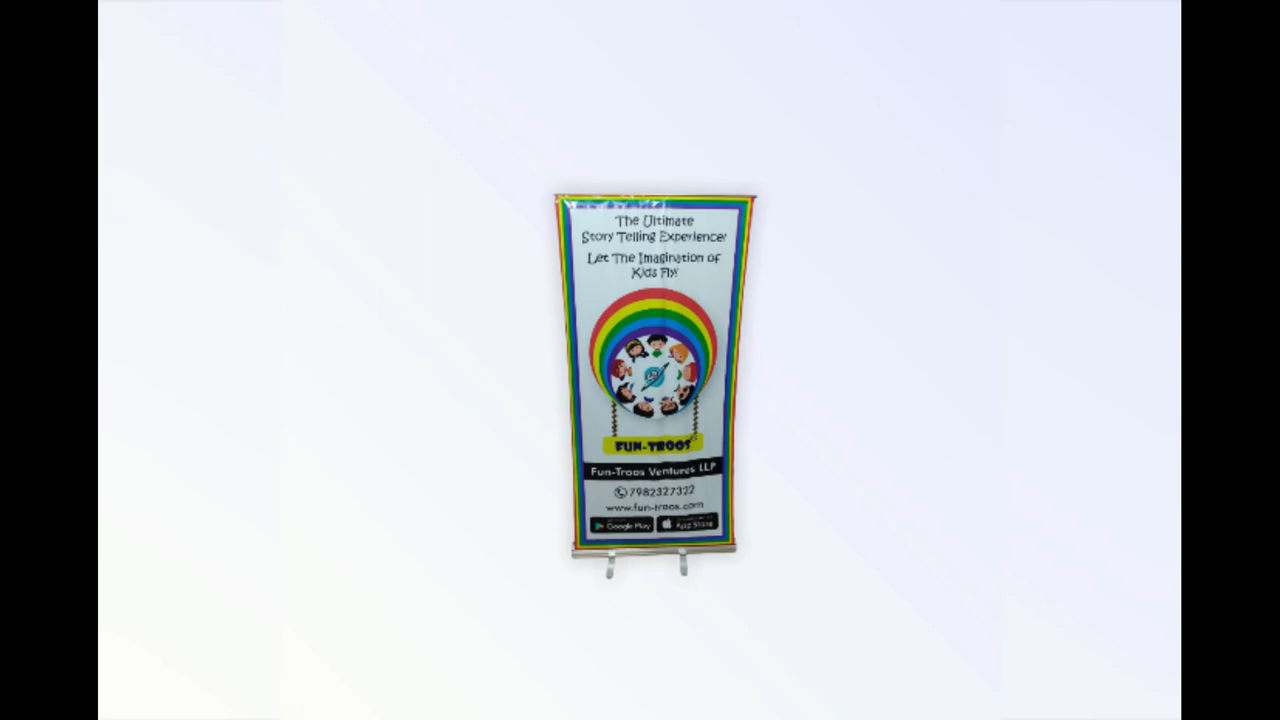 The Ultimate
Story Telling Experience!
Let The Imagination of
Kids Fly!
FUN-TROOS
Fun-Troos Ventures LLP
7982327322
www.fun-troos.com
Google Play
App Store